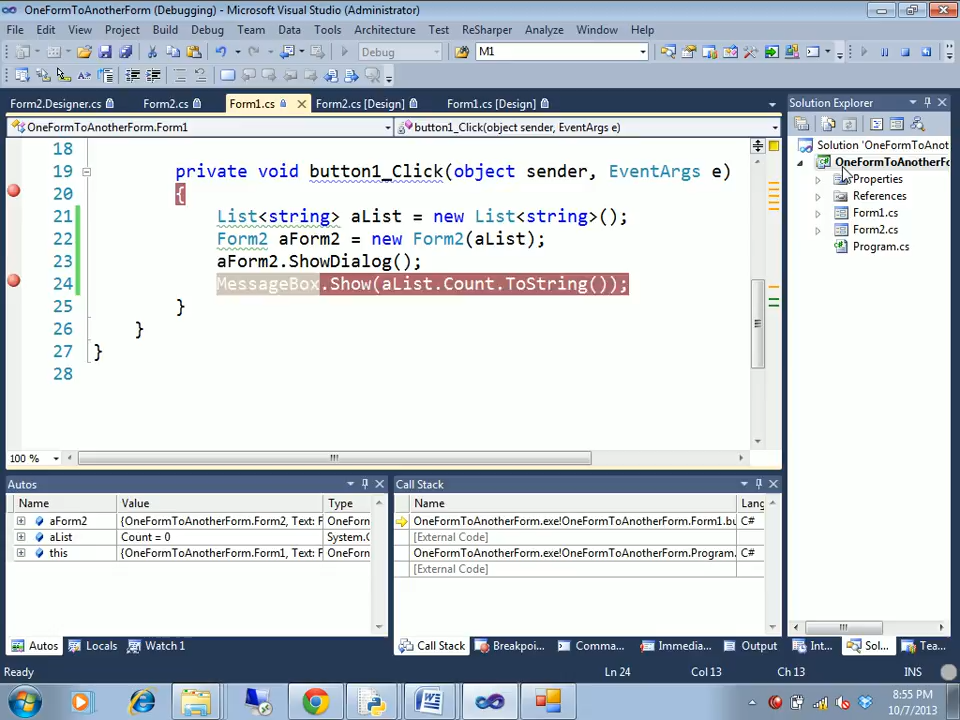 OneFormToAnotherForm (Debugging) - Microsoft Visual Studio (Administrator)
File Edit View Project Build Debug Team Data Tools Architecture Test ReSharper Analyze Window Help
Debug M1
Form2.Designer.cs Form2.cs Form1.cs Form2.cs [Design] Form1.cs [Design]
OneFormToAnotherForm.Form1 button1_Click(object sender, EventArgs e)
18
19 private void button1_Click(object sender, EventArgs e)
20 {
21 List<string> aList = new List<string>();
22 Form2 aForm2 = new Form2(aList);
23 aForm2.ShowDialog();
24 MessageBox.Show(aList.Count.ToString());
25 }
26 }
27 }
28
100 %
Solution Explorer
Solution 'OneFormToAnot
OneFormToAnotherFo
Properties
References
Form1.cs
Form2.cs
Program.cs
Autos
Name Value Type
aForm2 {OneFormToAnotherForm.Form2, Text: F OneForm
aList Count = 0 System.C
this {OneFormToAnotherForm.Form1, Text: F OneForm
Autos Locals Watch 1
Call Stack
Name Lang
OneFormToAnotherForm.exe!OneFormToAnotherForm.Form1.bu C#
[External Code]
OneFormToAnotherForm.exe!OneFormToAnotherForm.Program. C#
[External Code]
Call Stack Breakpoi... Comma... Immedia... Output
Int... Sol... Tea...
Ready Ln 24 Col 13 Ch 13 INS
8:55 PM
10/7/2013